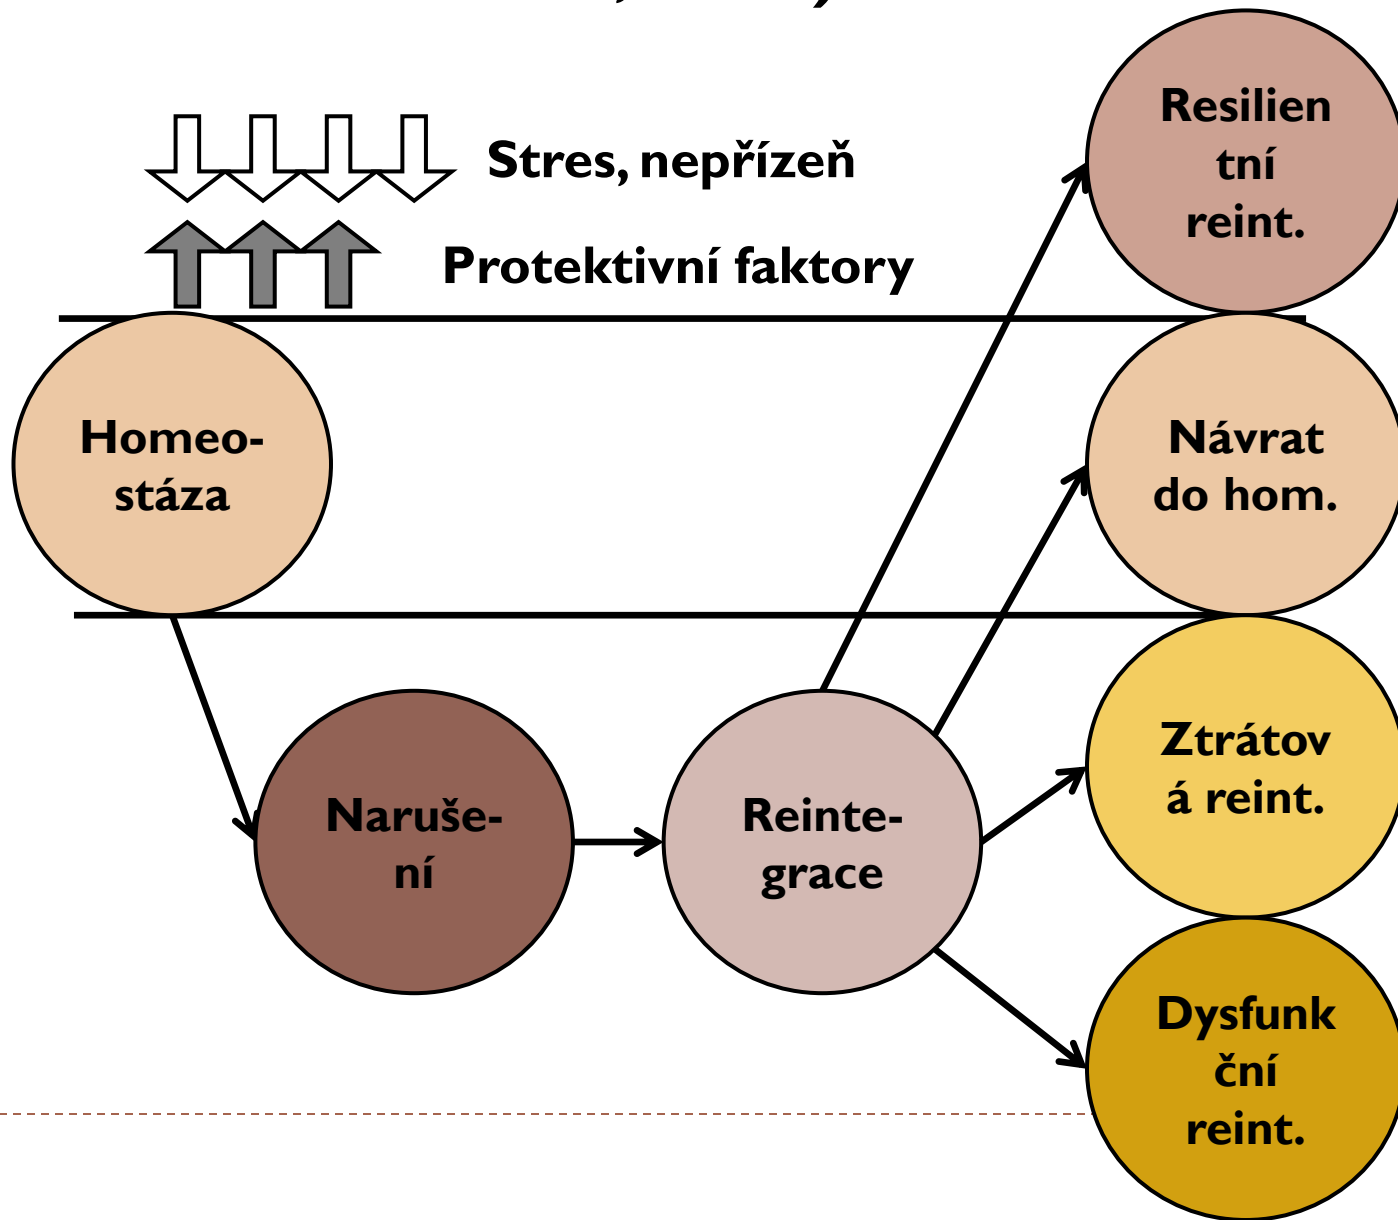 Stres, nepřízeň
Protektivní faktory
Resilien
tní
reint.
Homeo-
stáza
Návrat
do hom.
Naruše-
ní
Reinte-
grace
Ztrátov
á reint.
Dysfunk
ční
reint.